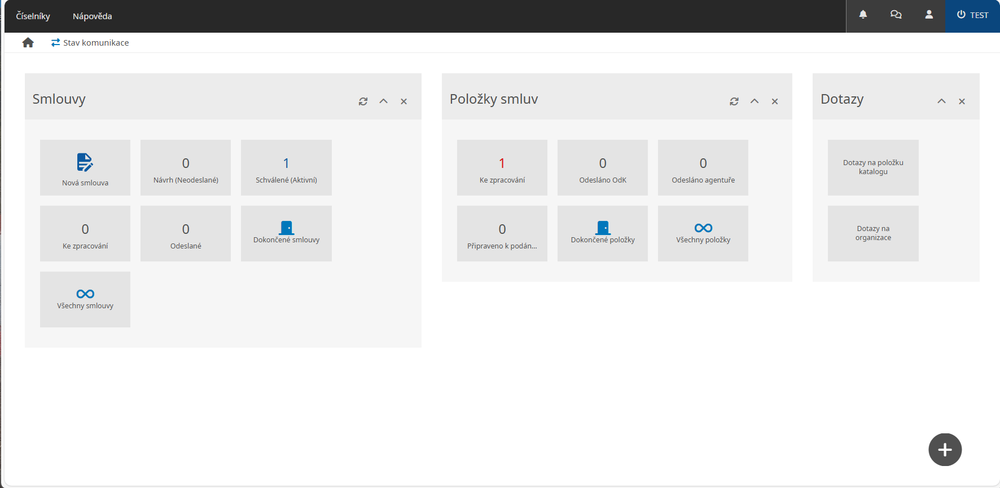 Číselníky
Nápověda
TEST
Stav komunikace
Smlouvy
Nová smlouva
0
Návrh (Neodeslané)
1
Schválené (Aktivní)
0
Ke zpracování
0
Odeslané
Dokončené smlouvy
Všechny smlouvy
Položky smluv
1
Ke zpracování
0
Odesláno OdK
0
Odesláno agentuře
0
Připraveno k podán...
Dokončené položky
Všechny položky
Dotazy
Dotazy na položku
katalogu
Dotazy na
organizace